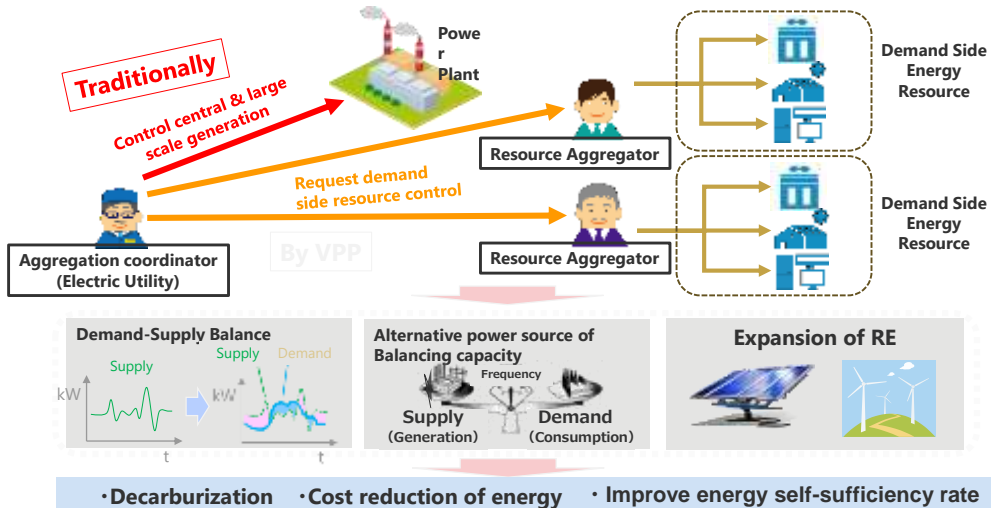 Traditionally
Control central & large
scale generation
Powe
r
Plant
Demand Side
Energy
Resource
Resource Aggregator
Request demand
side resource control
By VPP
Aggregation coordinator
(Electric Utility)
Resource Aggregator
Demand Side
Energy
Resource
Demand-Supply Balance
Supply
kW
t
Supply
Demand
kW
t
Alternative power source of
Balancing capacity
Frequency
Supply
(Generation)
Demand
(Consumption)
Expansion of RE
・Decarburization ・Cost reduction of energy ・Improve energy self-sufficiency rate